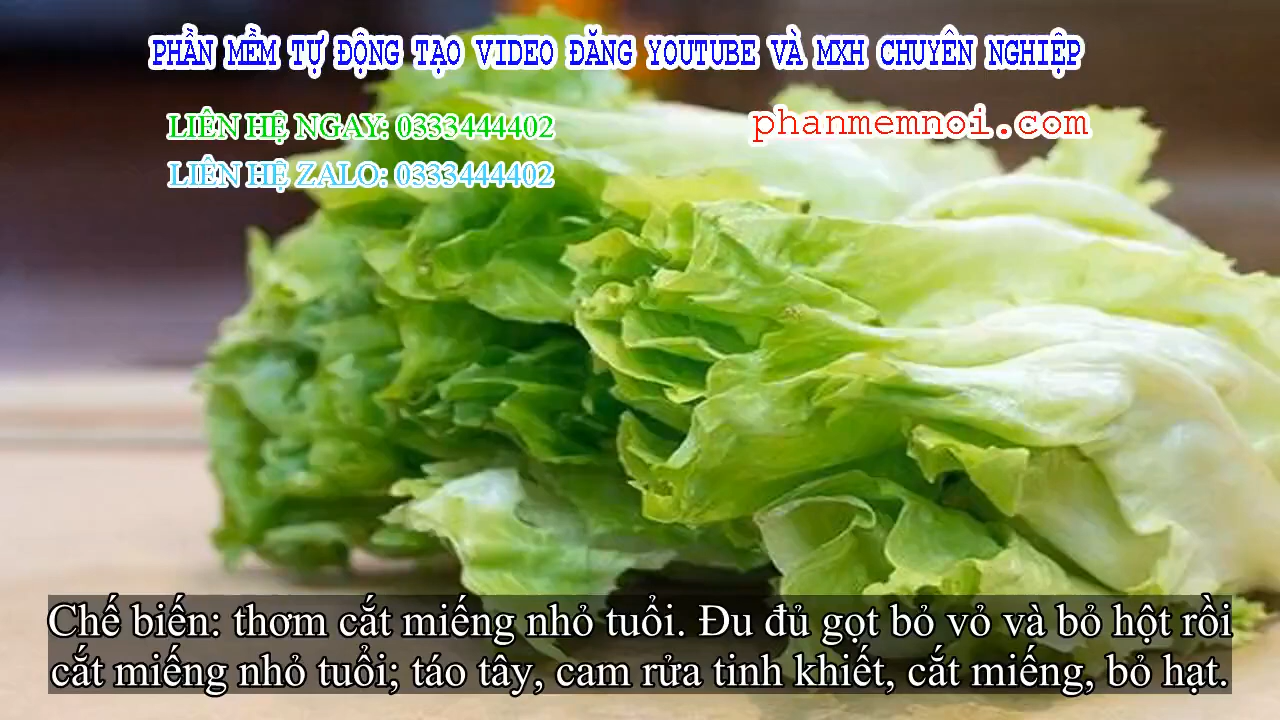 PHẦN MỀM TỰ ĐỘNG TẠO VIDEO ĐĂNG YOUTUBE VÀ MXH CHUYÊN NGHIỆP
LIÊN HỆ NGAY: 0333444402
phanmemnoi.com
LIÊN HỆ ZALO: 0333444402
Chế biến: thơm cắt miếng nhỏ tuổi. Đu đủ gọt bỏ vỏ và bỏ hột rồi
cắt miếng nhỏ tuổi; táo tây, cam rửa tinh khiết, cắt miếng, bỏ hạt.